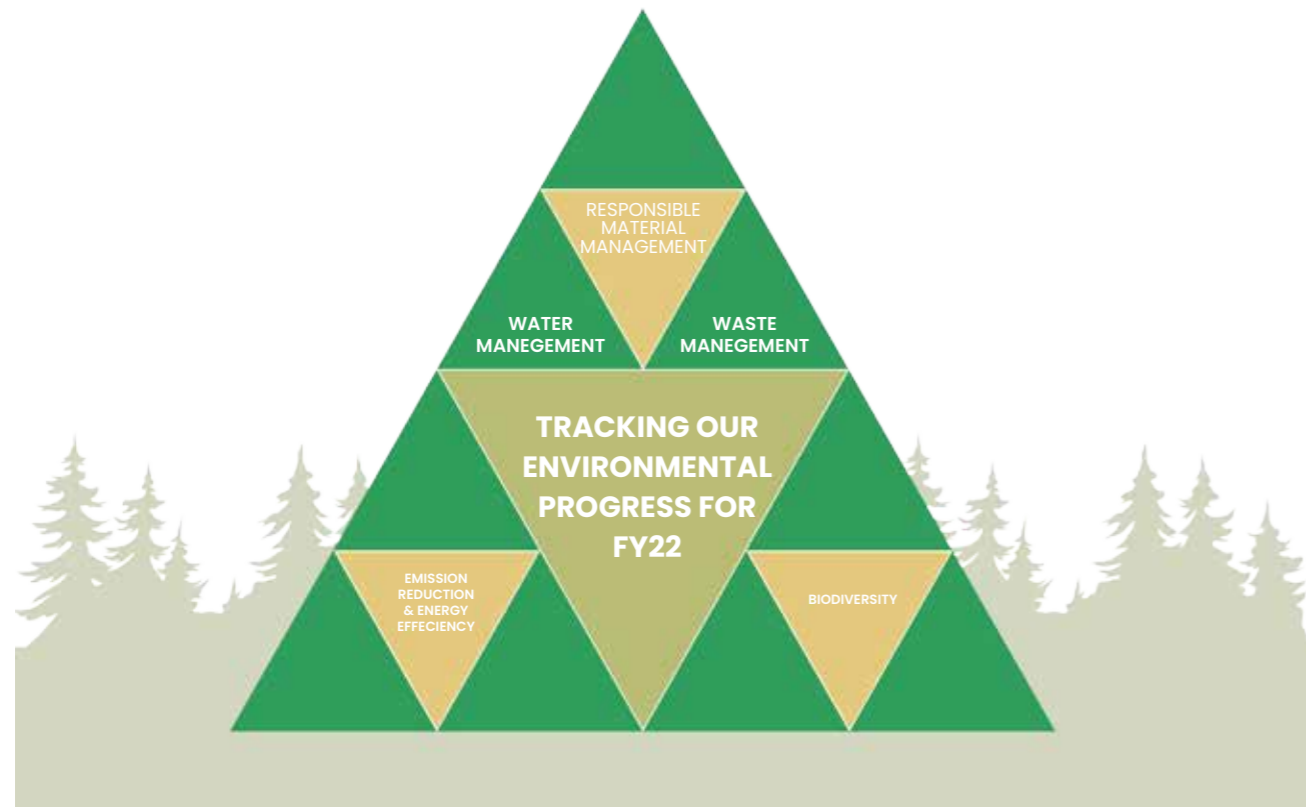 RESPONSIBLE
MATERIAL
MANAGEMENT
WATER
MANEGEMENT
WASTE
MANEGEMENT
TRACKING OUR
ENVIRONMENTAL
PROGRESS FOR
FY22
EMISSION
REDUCTION
& ENERGY
EFFECIENCY
BIODIVERSITY